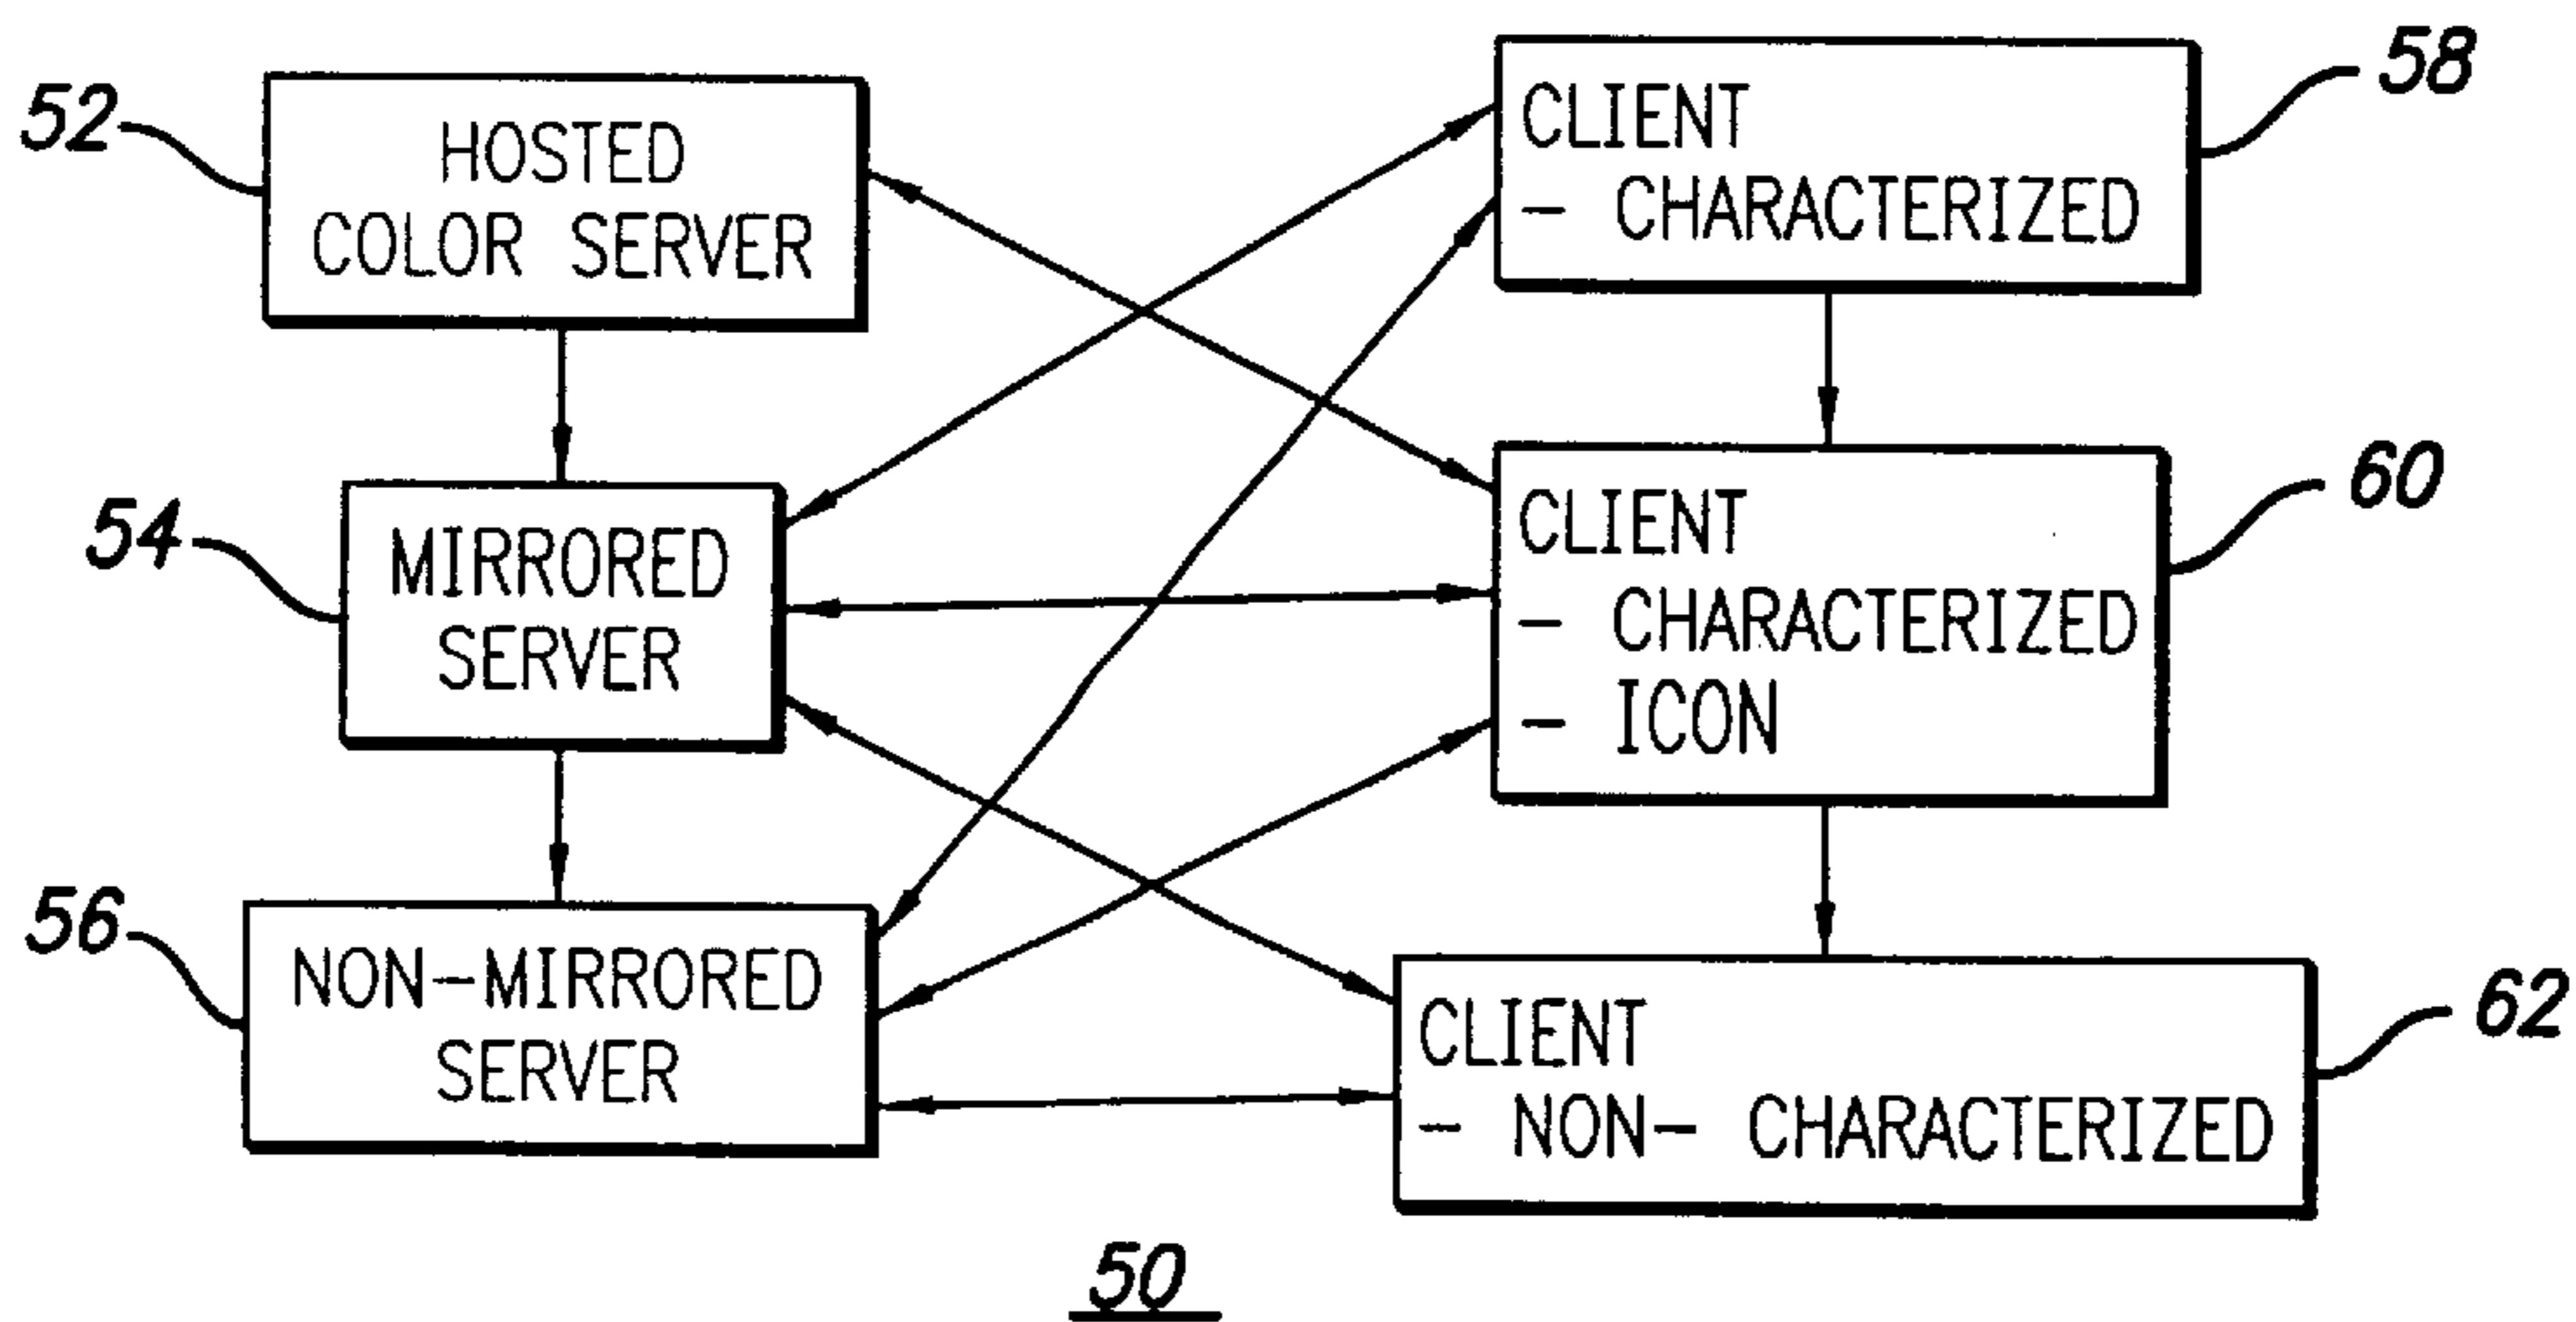 52
HOSTED
COLOR SERVER
58
CLIENT
- CHARACTERIZED
54
MIRRORED
SERVER
60
CLIENT
- CHARACTERIZED
- ICON
56
NON-MIRRORED
SERVER
62
CLIENT
- NON- CHARACTERIZED
50